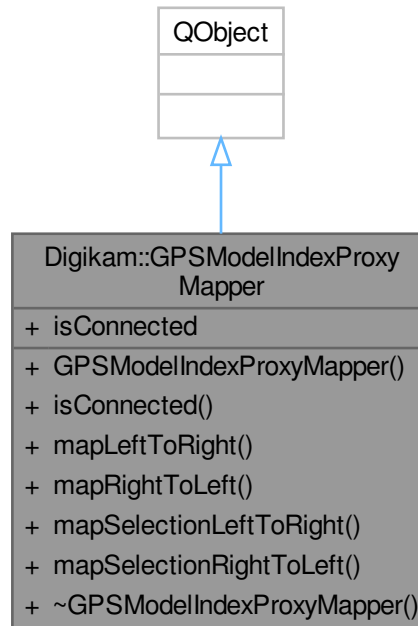 QObject
Digikam::GPSModelIndexProxy
Mapper
+ isConnected
+ GPSModelIndexProxyMapper()
+ isConnected()
+ mapLeftToRight()
+ mapRightToLeft()
+ mapSelectionLeftToRight()
+ mapSelectionRightToLeft()
+ ~GPSModelIndexProxyMapper()